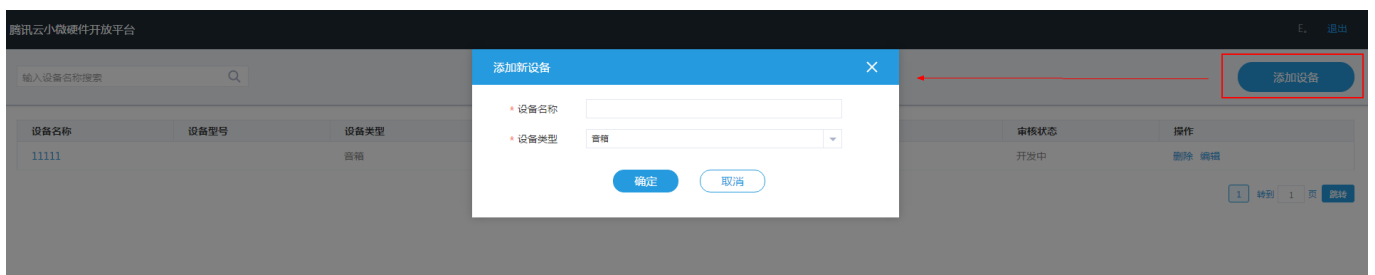 腾讯云小微硬件开放平台
E。 退出
输入设备名称搜索
添加设备
添加新设备
* 设备名称
* 设备类型 音箱
确定 取消
设备名称 设备型号 设备类型 审核状态 操作
11111 音箱 开发中 删除 编辑
1 转到 1 页 跳转